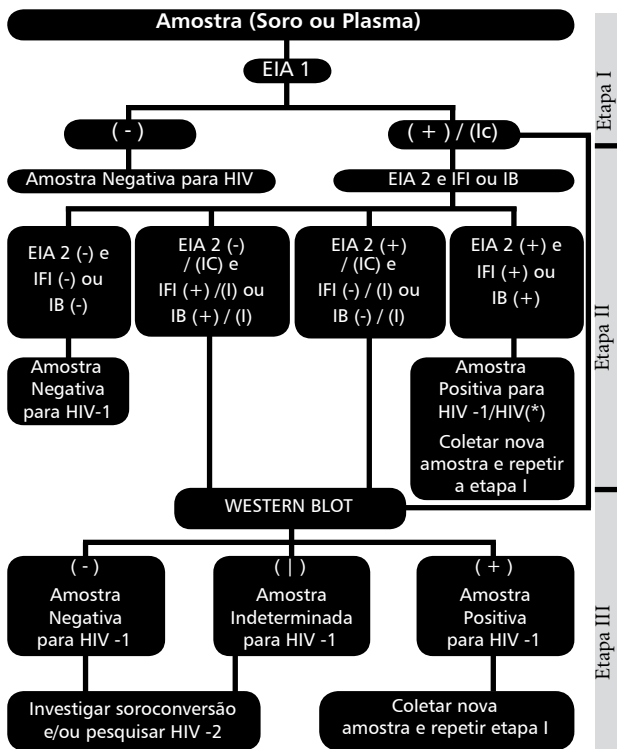 Amostra (Soro ou Plasma)
EIA 1
( - )
( + ) / (Ic)
Etapa I
Amostra Negativa para HIV
EIA 2 e IFI ou IB
EIA 2 (-) e
IFI (-) ou
IB (-)
EIA 2 (-)
/ (IC) e
IFI (+) /(I) ou
IB (+) / (I)
EIA 2 (+)
/ (IC) e
IFI (-) / (I) ou
IB (-) / (I)
EIA 2 (+) e
IFI (+) ou
IB (+)
Etapa II
Amostra
Negativa
para HIV-1
Amostra
Positiva para
HIV -1/HIV(*)
Coletar nova
amostra e repetir
a etapa I
WESTERN BLOT
( - )
Amostra
Negativa
para HIV -1
( | )
Amostra
Indeterminada
para HIV -1
( + )
Amostra
Positiva
para HIV -1
Etapa III
Investigar soroconversão
e/ou pesquisar HIV -2
Coletar nova
amostra e repetir etapa I